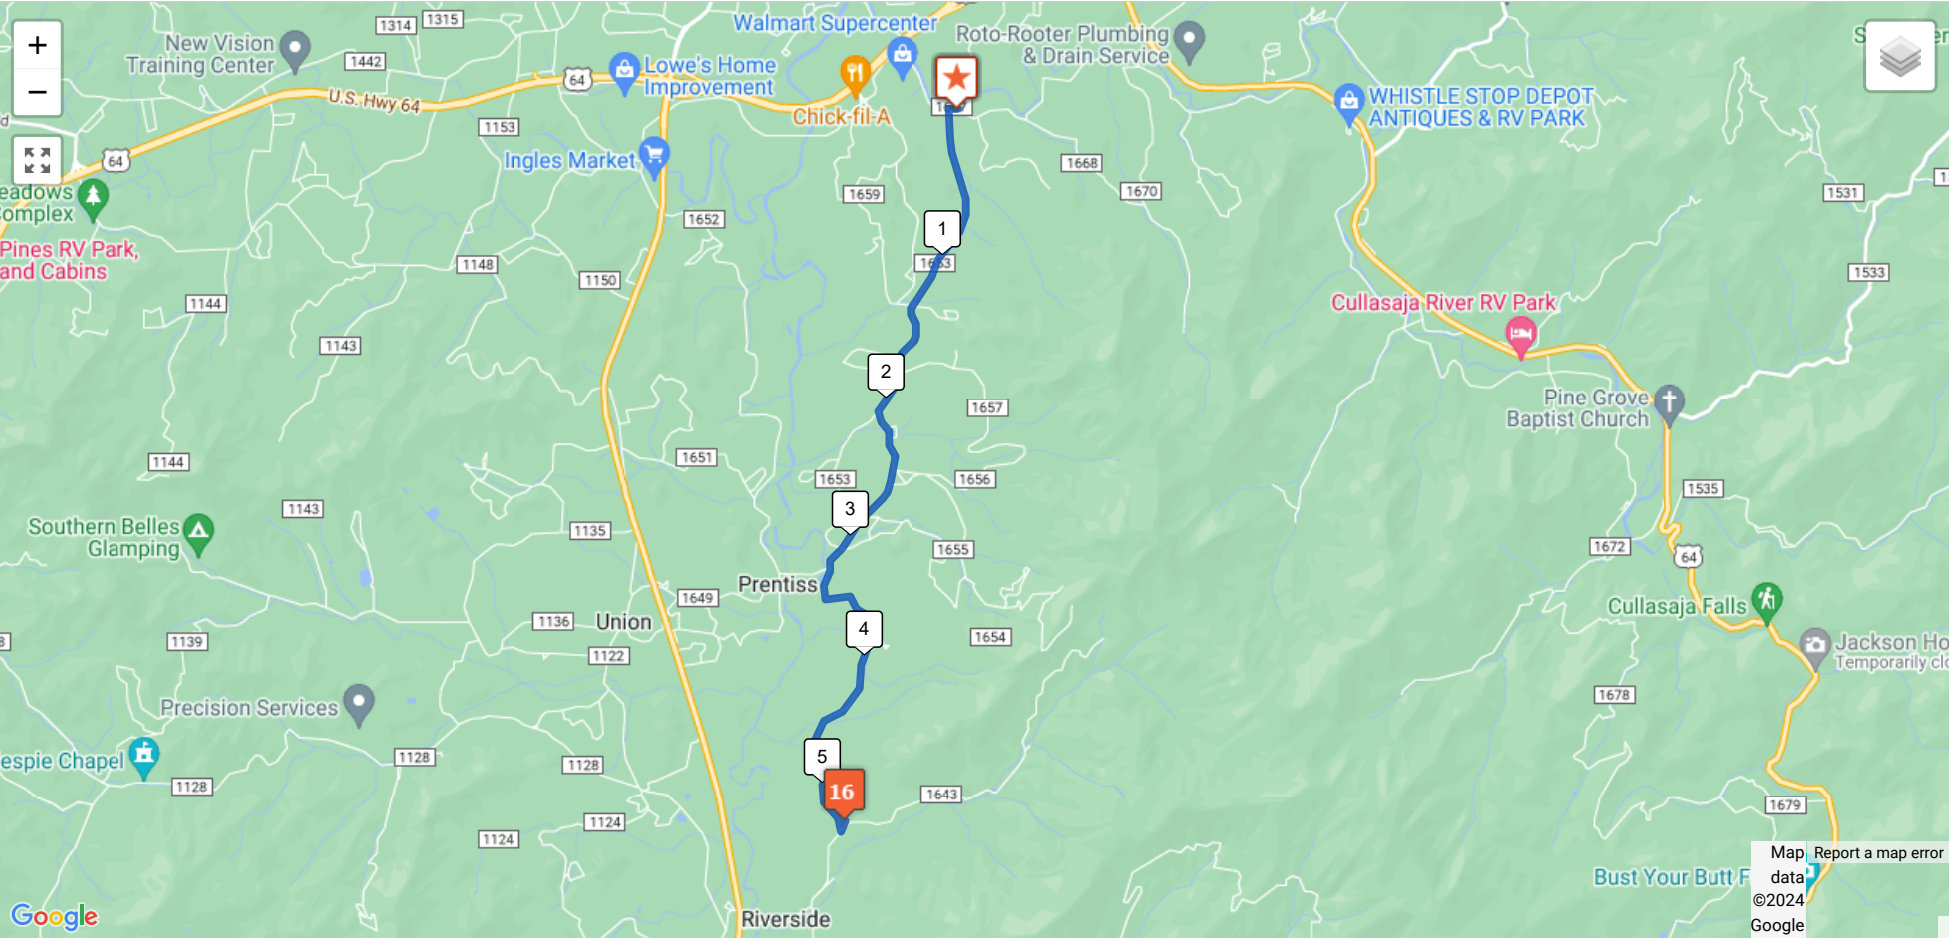 1314
1315
Walmart Supercenter
New Vision
Training Center
1442
Roto-Rooter Plumbing
& Drain Service
+
−
64
Lowe's Home
Improvement
U.S. Hwy 64
Chick-fil-A
WHISTLE STOP DEPOT
ANTIQUES & RV PARK
1153
64
Ingles Market
1668
1670
1659
1531
eadows
omplex
1652
Pines RV Park,
and Cabins
1
1653
1148
1150
1533
1144
Cullasaja River RV Park
1143
2
1657
Pine Grove
Baptist Church
1144
1651
1653
1656
1535
1143
3
Southern Belles
Glamping
1135
1655
1672
64
Prentiss
1649
Cullasaja Falls
1136
Union
4
1654
1139
1122
Jackson Ho
Temporarily clo
1678
Precision Services
5
espie Chapel
1128
1128
1128
16
1643
1679
1124
1124
Map
data
©2024
Google
Report a map error
Bust Your Butt F
Riverside
Google